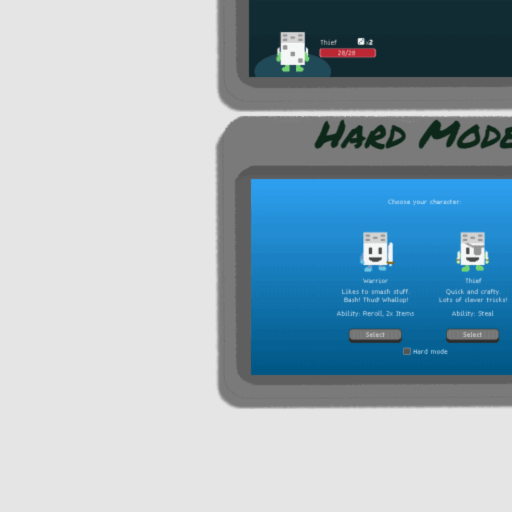 Thief x2
28/28
HARD MODE
Choose your character:
Warrior
Likes to smash stuff.
Bash! Thud! Whallop!
Ability: Reroll, 2x Items
Select
Thief
Quick and crafty.
Lots of clever tricks!
Ability: Steal
Select
Hard mode